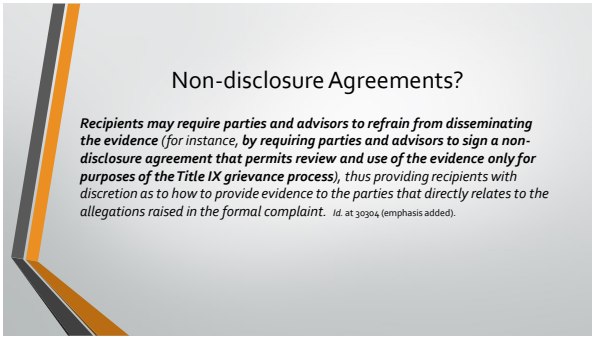 Non-disclosure Agreements?
Recipients may require parties and advisors to refrain from disseminating
the evidence (for instance, by requiring parties and advisors to sign a non-
disclosure agreement that permits review and use of the evidence only for
purposes of the Title IX grievance process), thus providing recipients with
discretion as to how to provide evidence to the parties that directly relates to the
allegations raised in the formal complaint. Id. at 30304 (emphasis added).